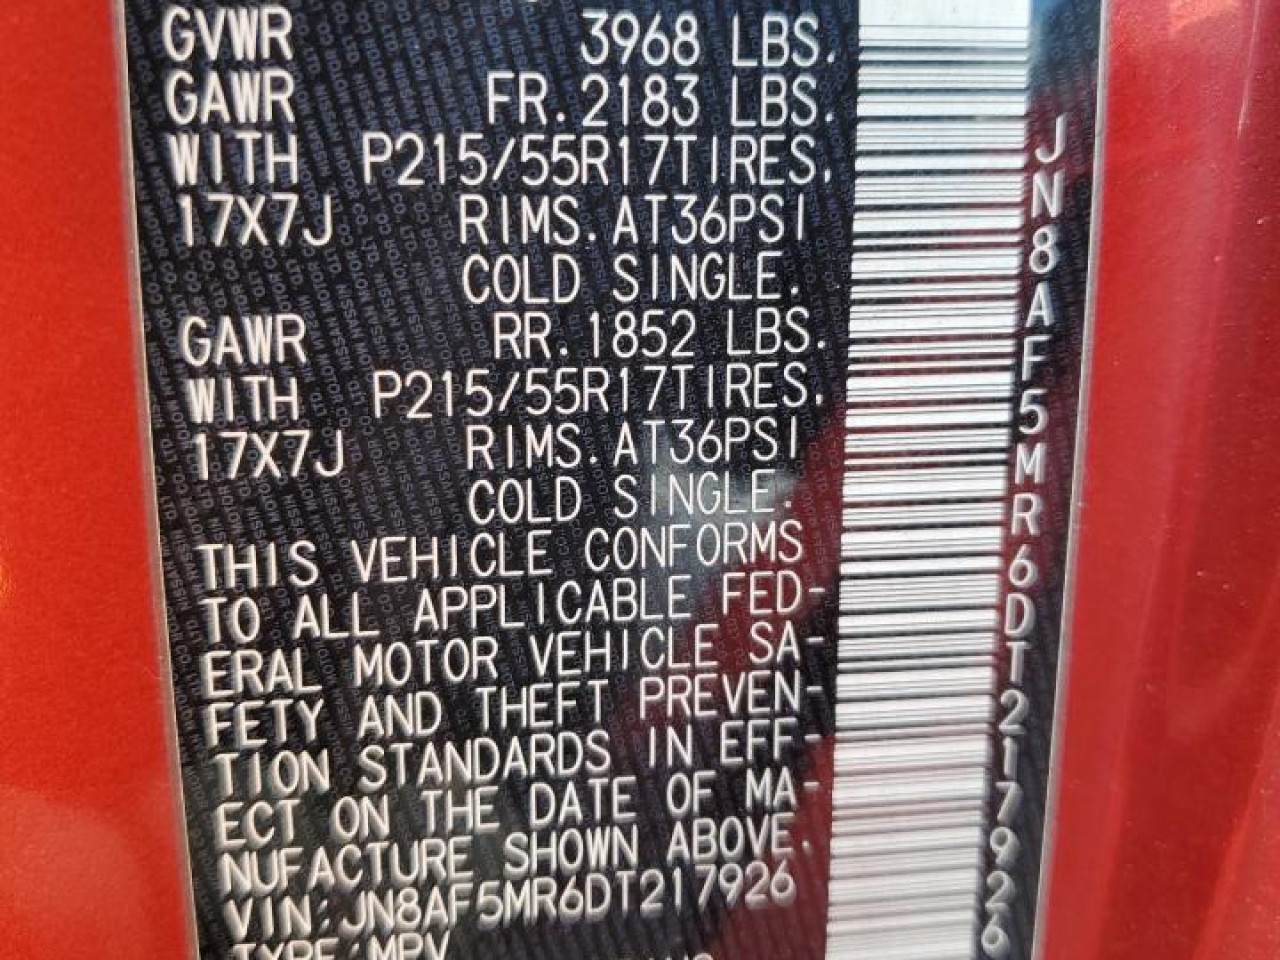 GVWR 3968 LBS.
GAWR FR. 2183 LBS.
WITH P215/55R17TIRES,
17X7J RIMS. AT36PSI
COLD SINGLE.
GAWR RR. 1852 LBS.
WITH P215/55R17TIRES,
17X7J RIMS. AT36PSI
COLD SINGLE.
THIS VEHICLE CONFORMS
TO ALL APPLICABLE FED-
ERAL MOTOR VEHICLE SA-
FETY AND THEFT PREVEN-
TION STANDARDS IN EFF-
ECT ON THE DATE OF MA-
NUFACTURE SHOWN ABOVE.
VIN:JN8AF5MR6DT217926
TYPE:MPV
JN8AF5MR6DT217926